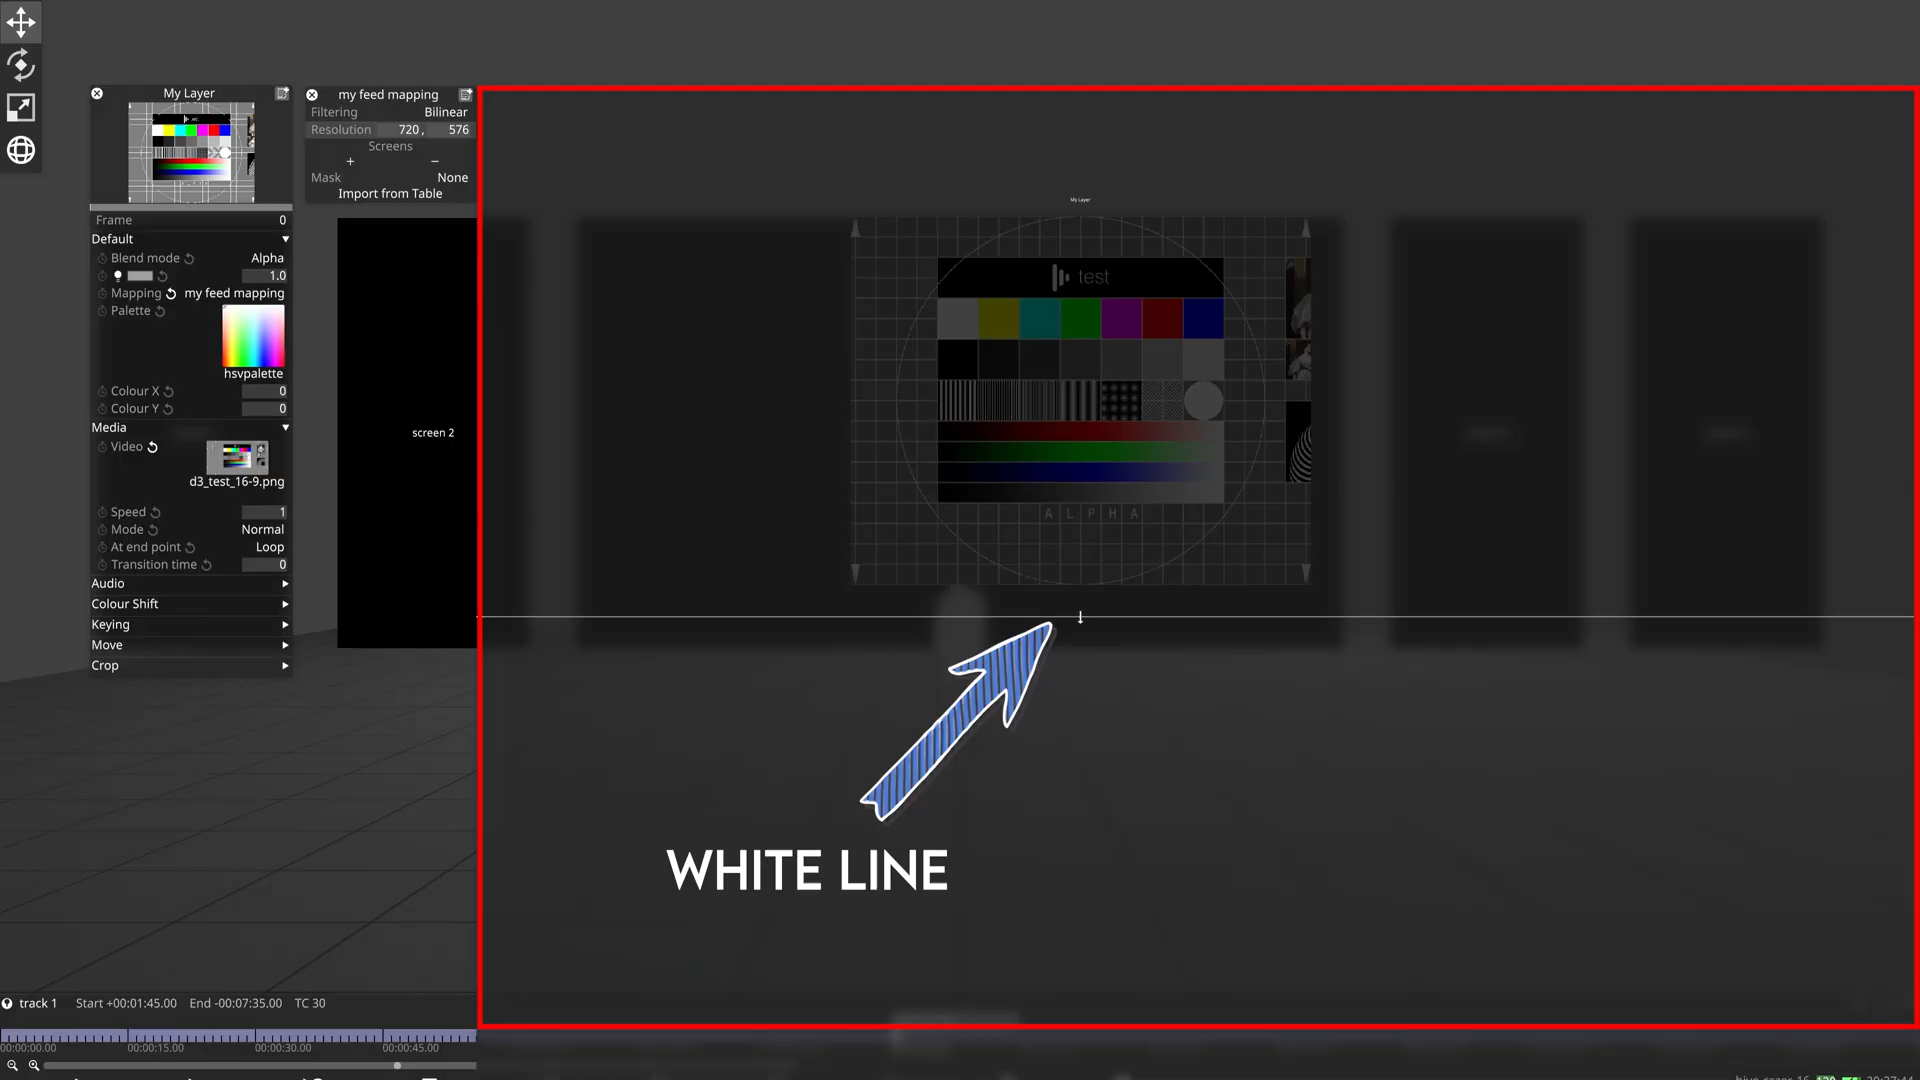 My Layer
Frame 0
Default
Blend mode Alpha
1.0
Mapping my feed mapping
Palette
hsvpalette
Colour X 0
Colour Y 0
Media
Video
d3_test_16-9.png
Speed 1
Mode Normal
At end point Loop
Transition time 0
Audio
Colour Shift
Keying
Move
Crop
my feed mapping
Filtering Bilinear
Resolution 720, 576
Screens
+ −
Mask None
Import from Table
screen 2
My Layer
test
ALPHA
WHITE LINE
track 1 Start +00:01:45.00 End -00:07:35.00 TC 30
00:00:00.00 00:00:15.00 00:00:30.00 00:00:45.00